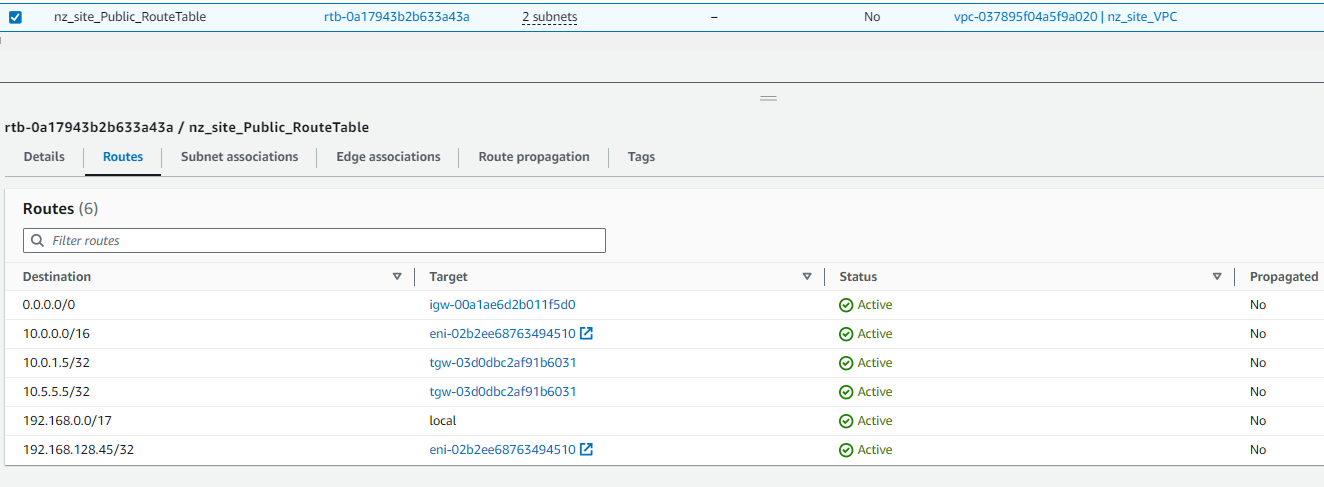 nz_site_Public_RouteTable rtb-0a17943b2b633a43a 2 subnets – No vpc-037895f04a5f9a020 | nz_site_VPC
rtb-0a17943b2b633a43a / nz_site_Public_RouteTable
Details Routes Subnet associations Edge associations Route propagation Tags
Routes (6)
Filter routes
Destination Target Status Propagated
0.0.0.0/0 igw-00a1ae6d2b011f5d0 Active No
10.0.0.0/16 eni-02b2ee68763494510 Active No
10.0.1.5/32 tgw-03d0dbc2af91b6031 Active No
10.5.5.5/32 tgw-03d0dbc2af91b6031 Active No
192.168.0.0/17 local Active No
192.168.128.45/32 eni-02b2ee68763494510 Active No